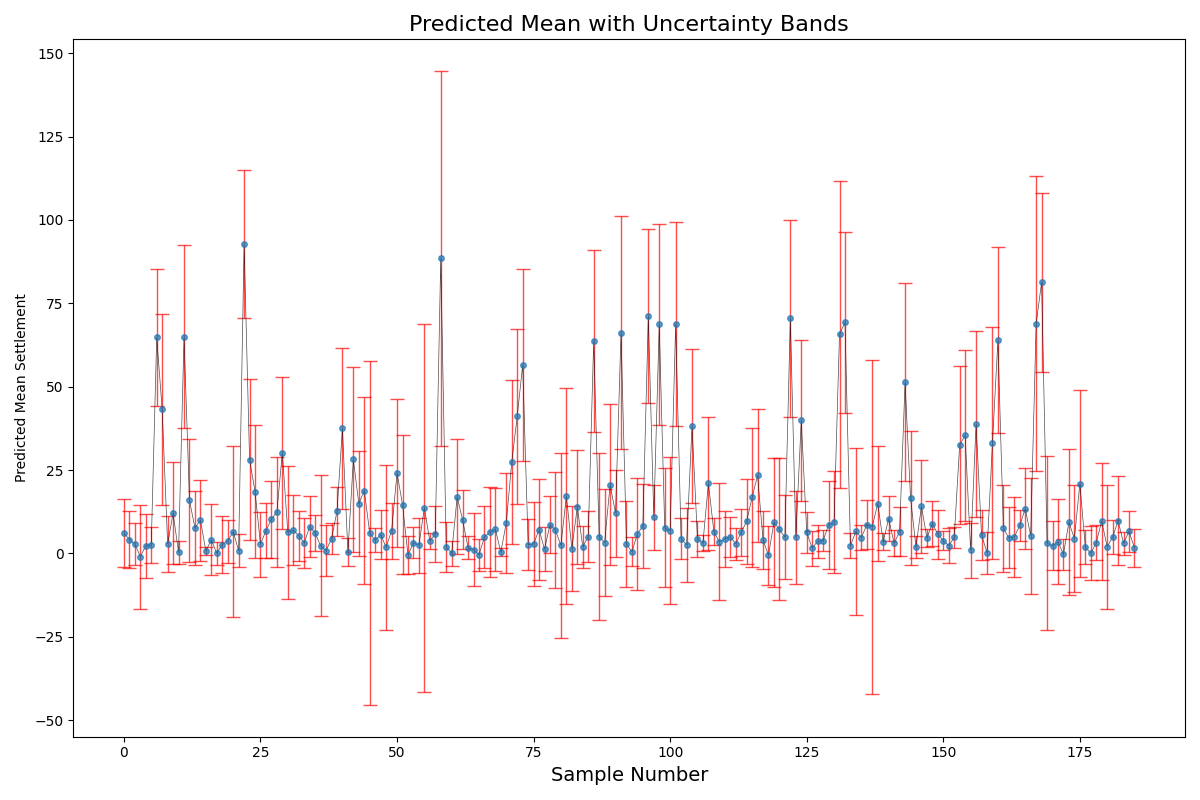 Predicted Mean with Uncertainty Bands
150
125
100
75
50
25
0
−25
−50
Predicted Mean Settlement
0 25 50 75 100 125 150 175
Sample Number